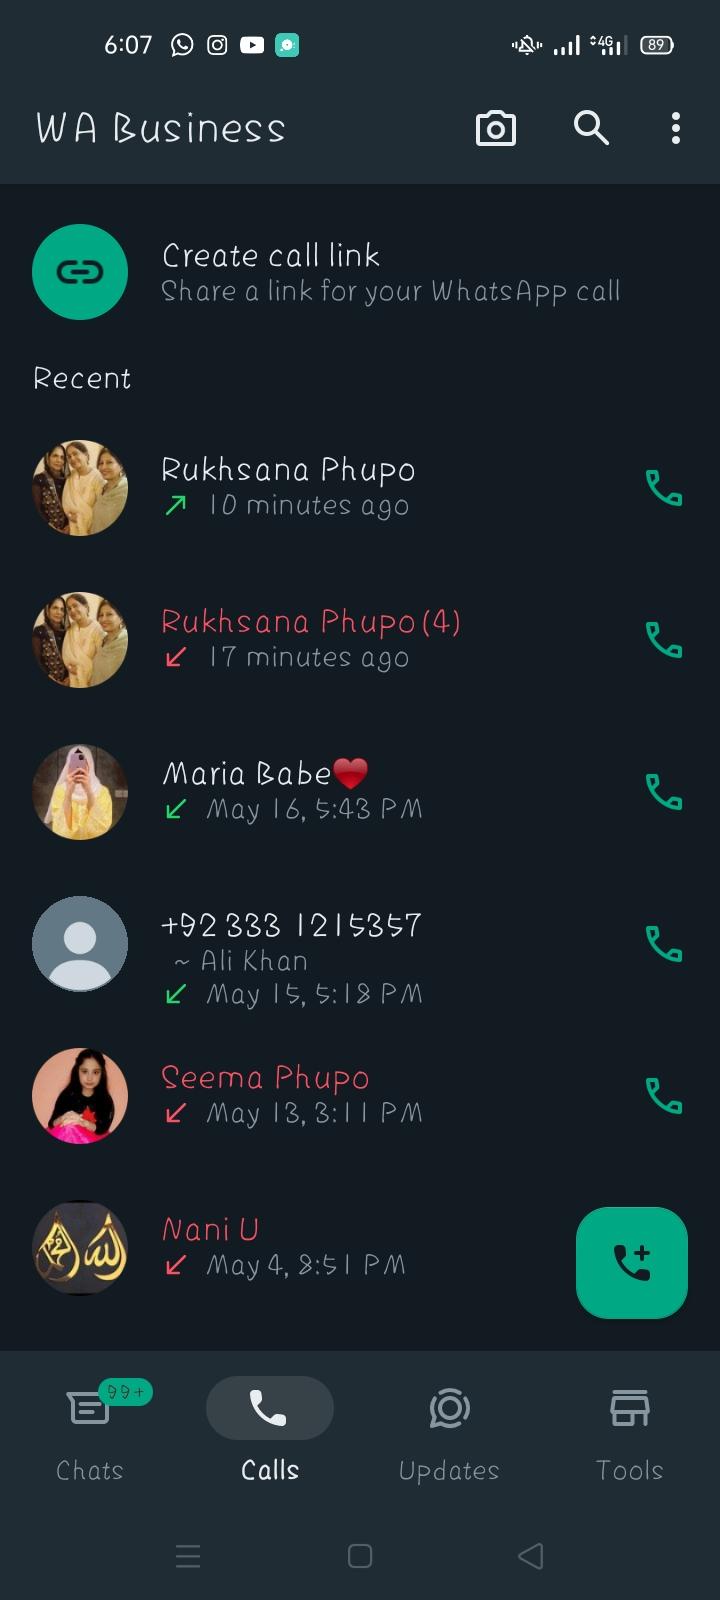 6:07 4G 89
WA Business
Create call link
Share a link for your WhatsApp call
Recent
Rukhsana Phupo
10 minutes ago
Rukhsana Phupo (4)
17 minutes ago
Maria Babe❤️
May 16, 5:43 PM
+92 333 1215357
~ Ali Khan
May 15, 5:18 PM
Seema Phupo
May 13, 3:11 PM
Nani U
الله محمد
May 4, 8:51 PM
99+
Chats Calls Updates Tools